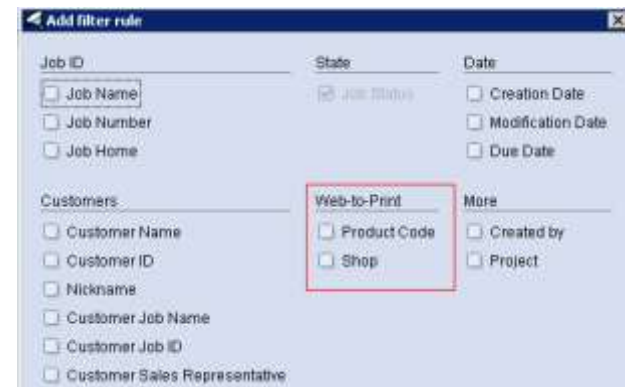 Add filter rule
Job ID
Job Name
Job Number
Job Home
State
Job Status
Date
Creation Date
Modification Date
Due Date
Customers
Customer Name
Customer ID
Nickname
Customer Job Name
Customer Job ID
Customer Sales Representative
Web-to-Print
Product Code
Shop
More
Created by
Project